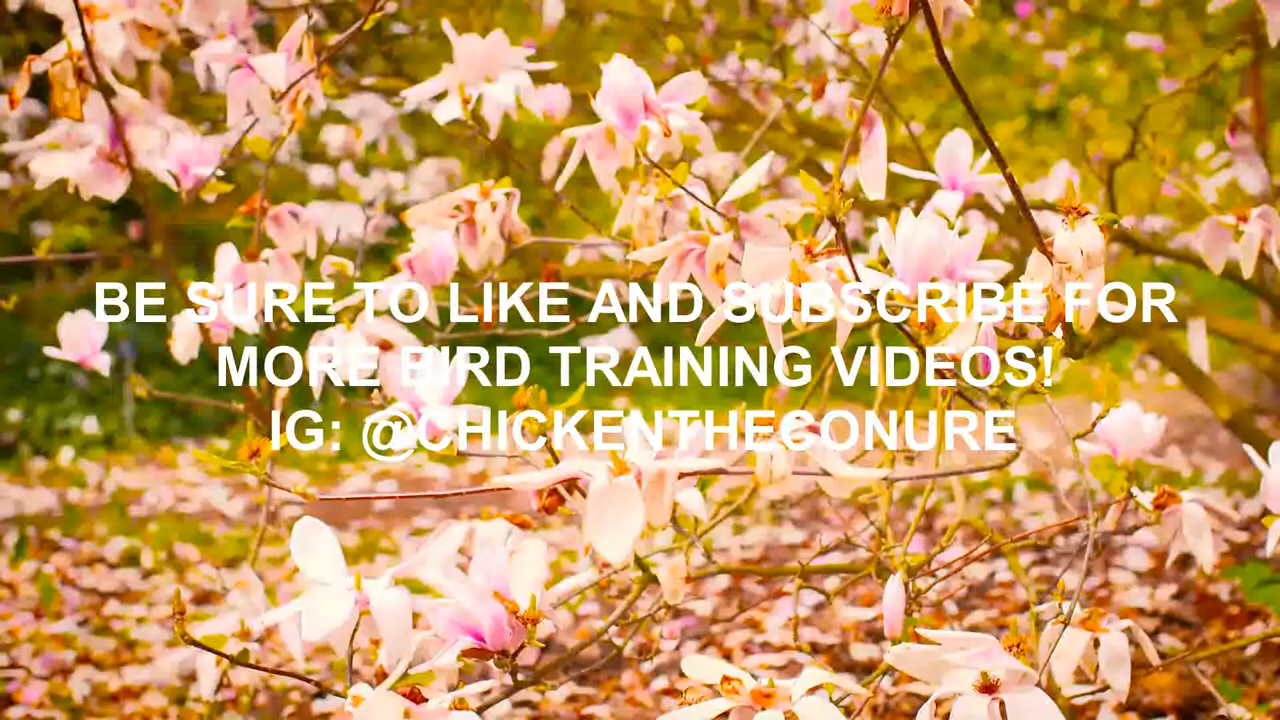 BE SURE TO LIKE AND SUBSCRIBE FOR
MORE BIRD TRAINING VIDEOS!
IG: @CHICKENTHECONURE